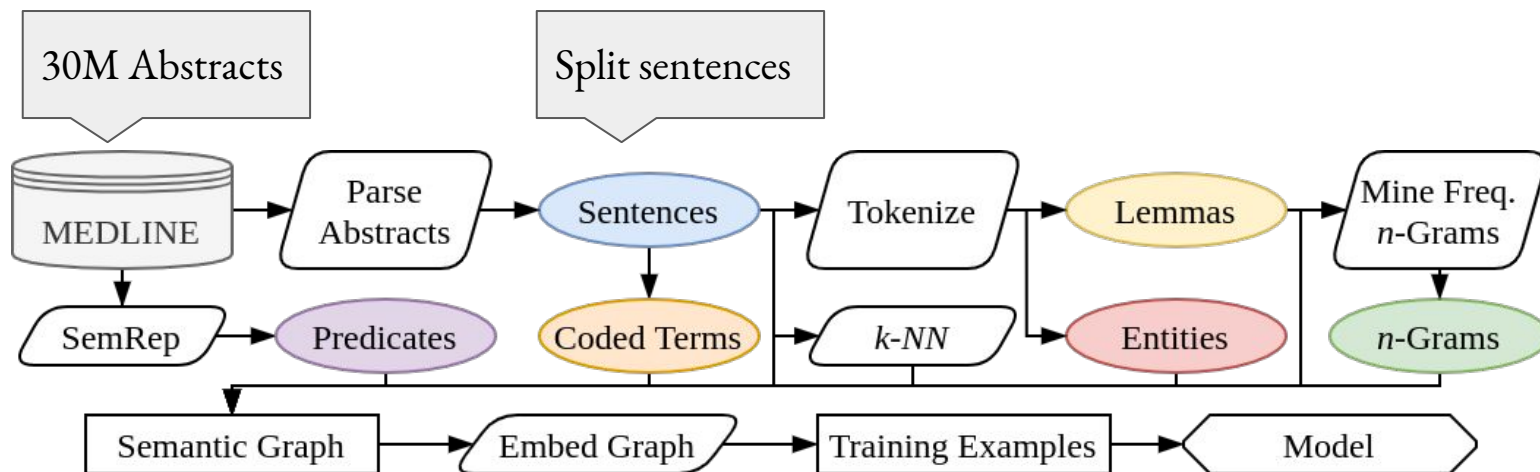 30M Abstracts
Split sentences
MEDLINE
Parse
Abstracts
Sentences
Tokenize
Lemmas
Mine Freq.
n-Grams
SemRep
Predicates
Coded Terms
k-NN
Entities
n-Grams
Semantic Graph
Embed Graph
Training Examples
Model